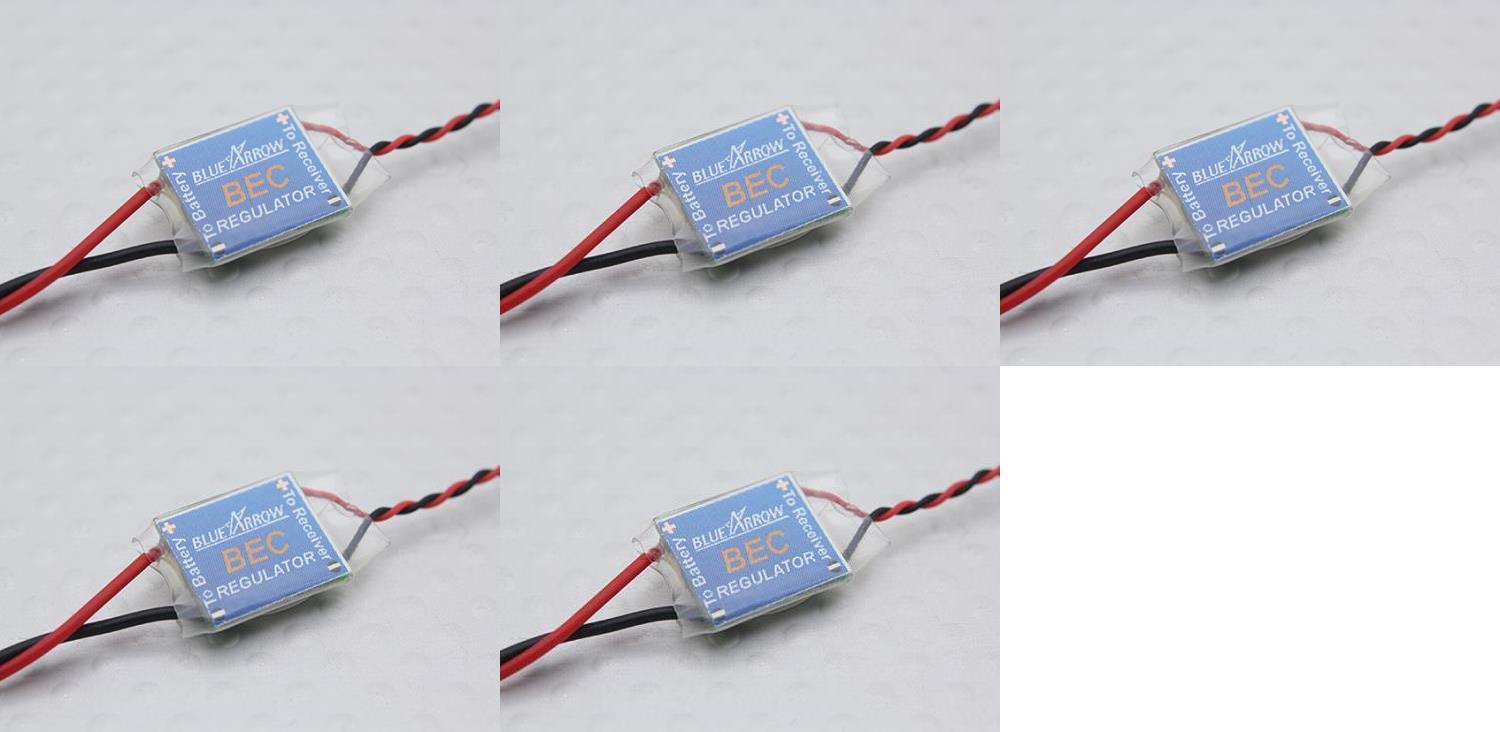 To Battery
BLUE ARROW
BEC
REGULATOR
To Receiver
To Battery
BLUE ARROW
BEC
REGULATOR
To Receiver
To Battery
BLUE ARROW
BEC
REGULATOR
To Receiver
To Battery
BLUE ARROW
BEC
REGULATOR
To Receiver
To Battery
BLUE ARROW
BEC
REGULATOR
To Receiver